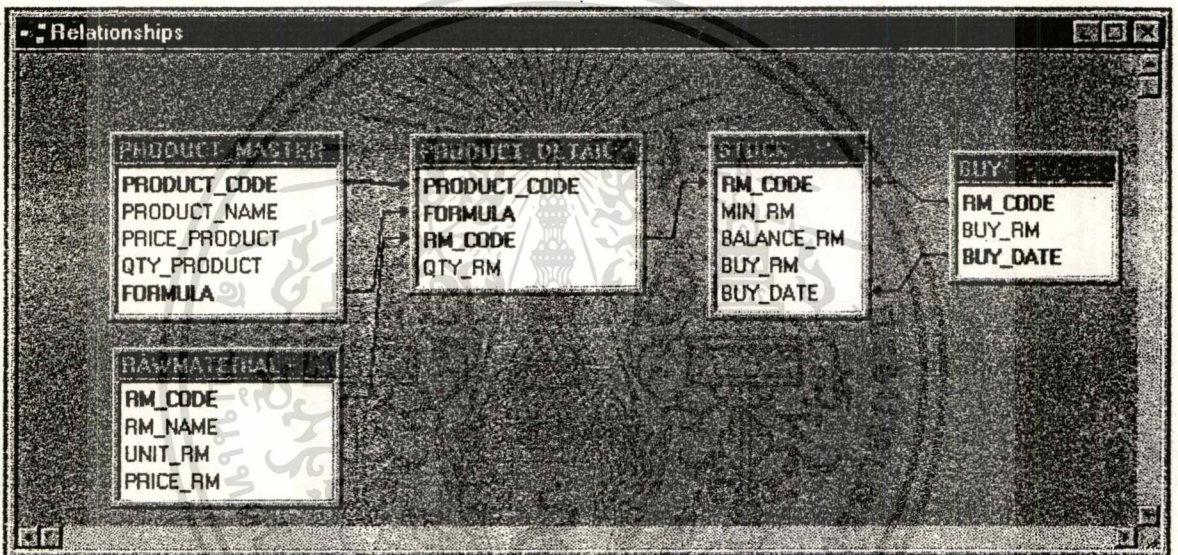 Relationships
PRODUCT_MASTER
PRODUCT_CODE
PRODUCT_NAME
PRICE_PRODUCT
QTY_PRODUCT
FORMULA
PRODUCT_DETAIL
PRODUCT_CODE
FORMULA
RM_CODE
QTY_RM
STOCK
RM_CODE
MIN_RM
BALANCE_RM
BUY_RM
BUY_DATE
BUY
RM_CODE
BUY_RM
BUY_DATE
RAWMATERIAL
RM_CODE
RM_NAME
UNIT_RM
PRICE_RM